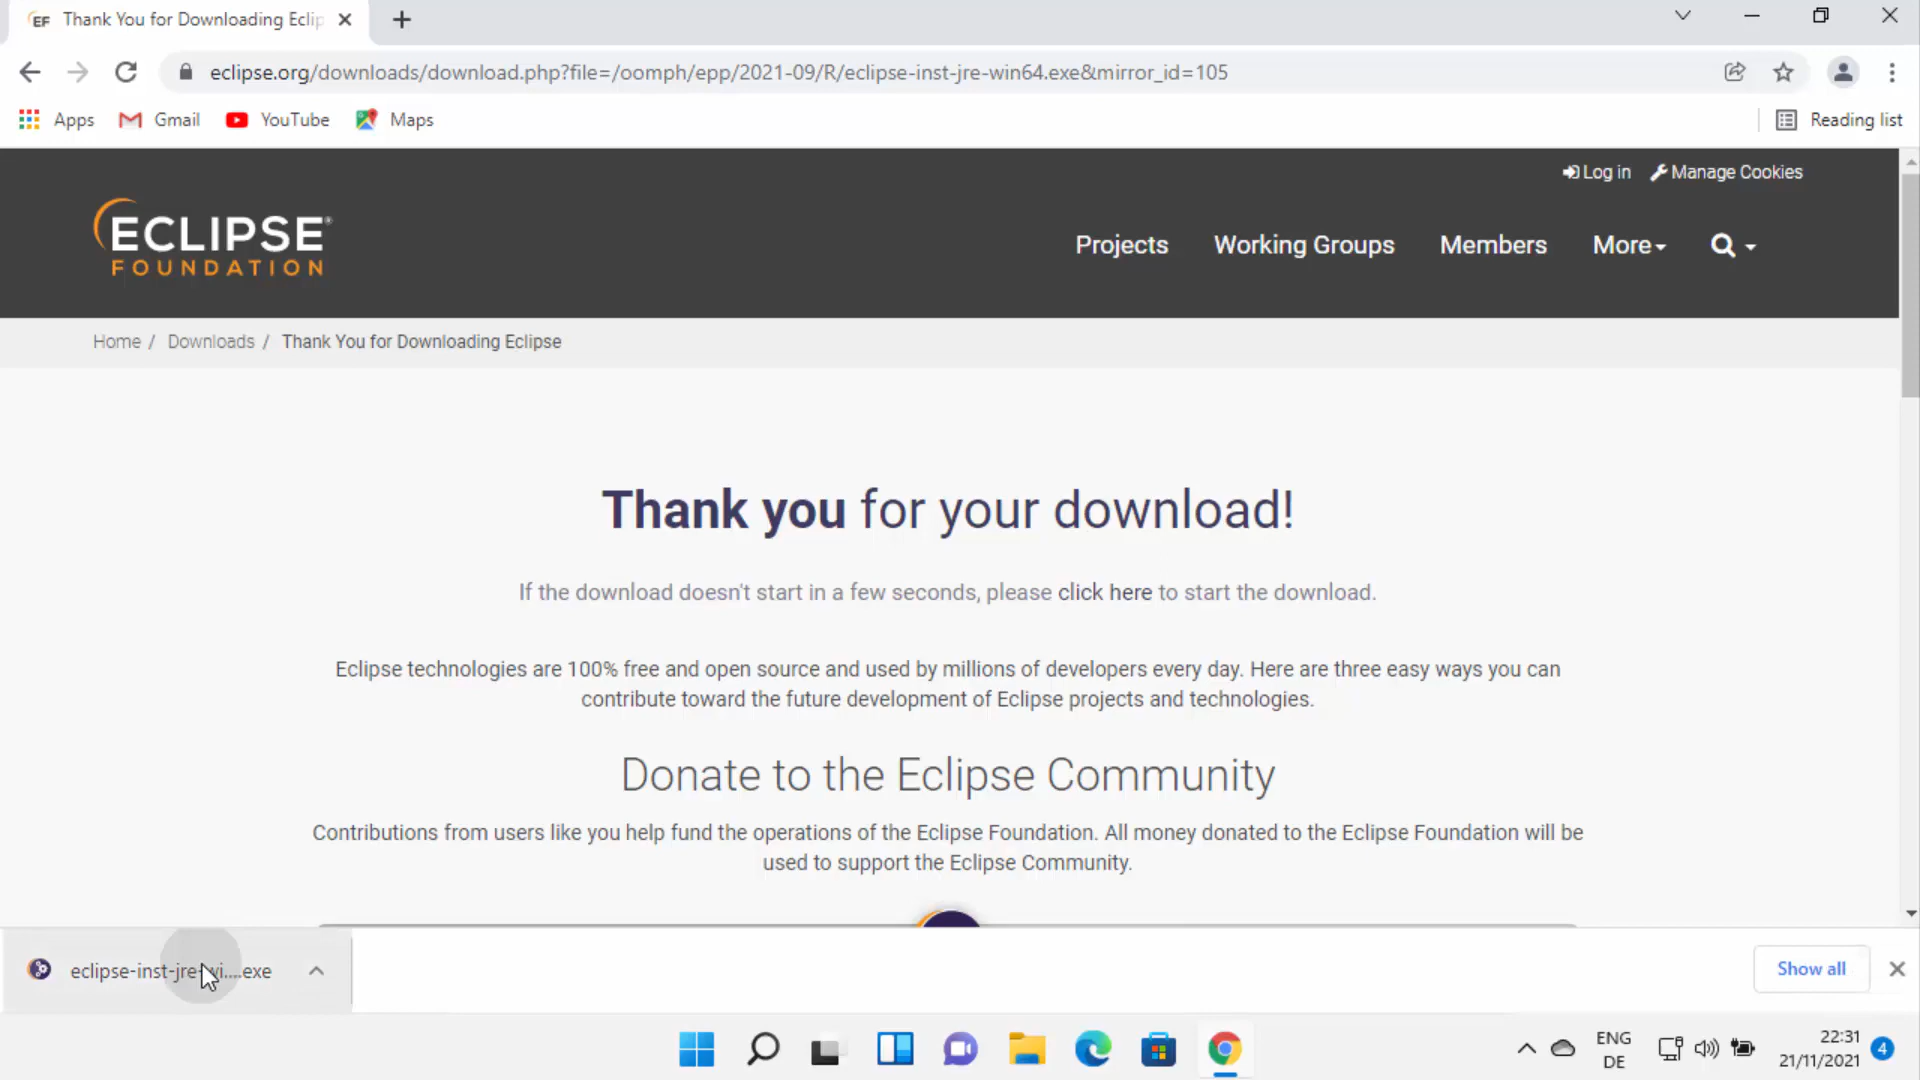 EF Thank You for Downloading Eclip
eclipse.org/downloads/download.php?file=/oomph/epp/2021-09/R/eclipse-inst-jre-win64.exe&mirror_id=105
Apps Gmail YouTube Maps Reading list
Log in Manage Cookies
ECLIPSE®
FOUNDATION
Projects Working Groups Members More
Home / Downloads / Thank You for Downloading Eclipse
Thank you for your download!
If the download doesn't start in a few seconds, please click here to start the download.
Eclipse technologies are 100% free and open source and used by millions of developers every day. Here are three easy ways you can
contribute toward the future development of Eclipse projects and technologies.
Donate to the Eclipse Community
Contributions from users like you help fund the operations of the Eclipse Foundation. All money donated to the Eclipse Foundation will be
used to support the Eclipse Community.
eclipse-inst-jre-wi....exe Show all
ENG 22:31
DE 21/11/2021 4